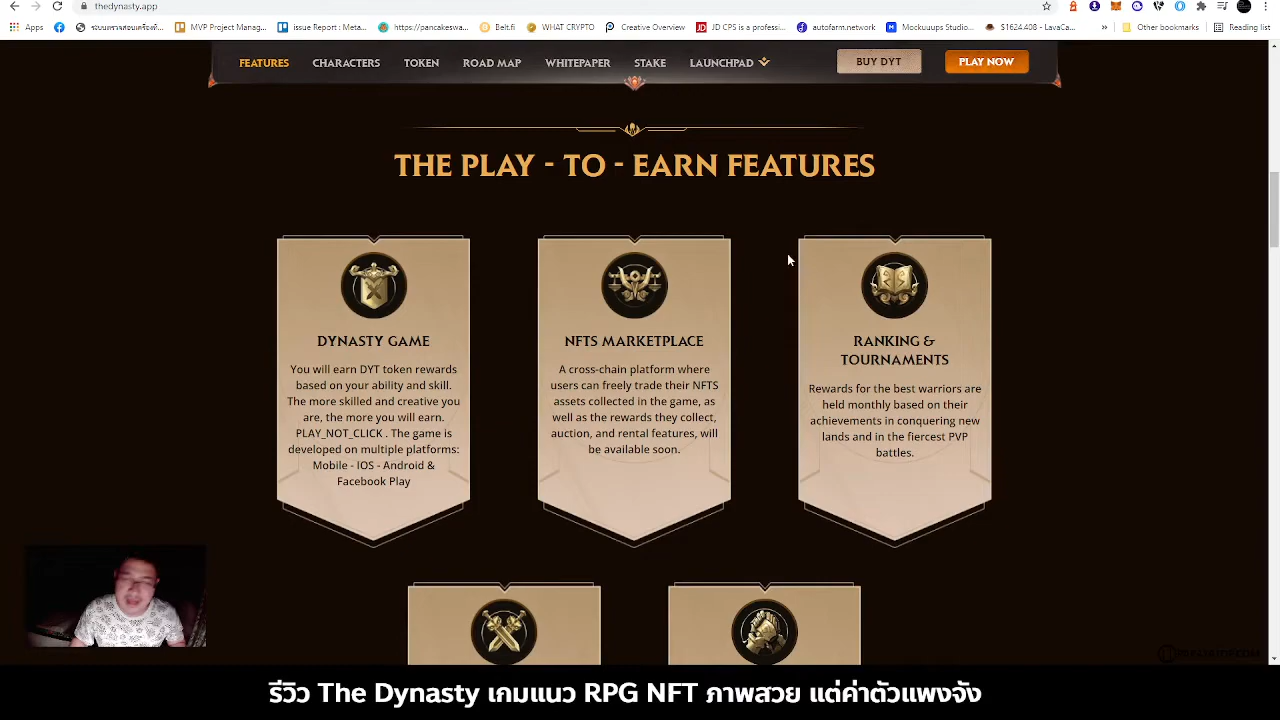 thedynasty.app
Apps
MVP Project Manag...
issue Report : Meta...
https://pancakeswa...
Belt.fi
WHAT CRYPTO
Creative Overview
JD CPS is a professi...
autofarm.network
Mockuuups Studio...
$1624.408 - LavaCa...
»
Other bookmarks
Reading list
FEATURES
CHARACTERS
TOKEN
ROAD MAP
WHITEPAPER
STAKE
LAUNCHPAD
BUY DYT
PLAY NOW
THE PLAY - TO - EARN FEATURES
DYNASTY GAME
You will earn DYT token rewards
based on your ability and skill.
The more skilled and creative you
are, the more you will earn.
PLAY_NOT_CLICK . The game is
developed on multiple platforms:
Mobile - IOS - Android &
Facebook Play
NFTS MARKETPLACE
A cross-chain platform where
users can freely trade their NFTS
assets collected in the game, as
well as the rewards they collect,
auction, and rental features, will
be available soon.
RANKING &
TOURNAMENTS
Rewards for the best warriors are
held monthly based on their
achievements in conquering new
lands and in the fiercest PVP
battles.
รีวิว The Dynasty เกมแนว RPG NFT ภาพสวย แต่ค่าตัวแพงจัง